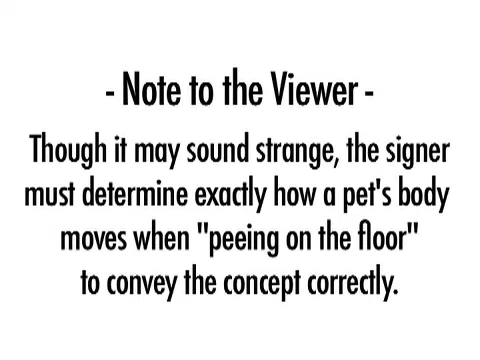 - Note to the Viewer -
Though it may sound strange, the signer
must determine exactly how a pet's body
moves when "peeing on the floor"
to convey the concept correctly.